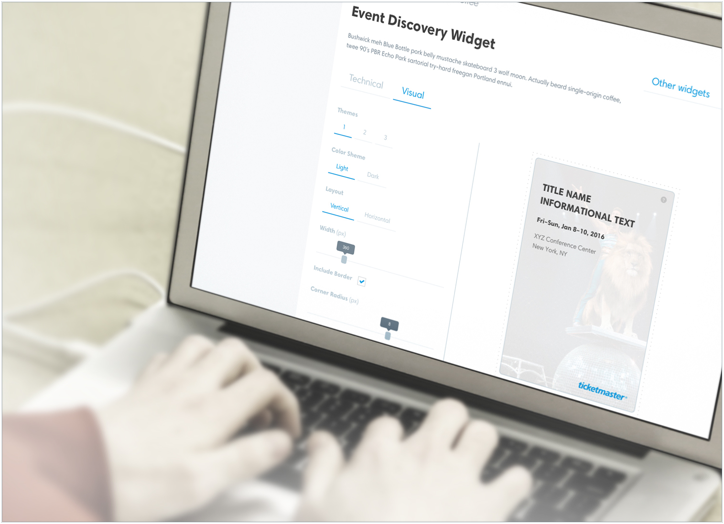 Event Discovery Widget
Bushwick meh Blue Bottle pork belly mustache skateboard 3 wolf moon. Actually beard single-origin coffee,
twee 90's PBR Echo Park sartorial try-hard freegan Portland ennui.
Other widgets
Technical Visual
Themes
1 2 3
Color Sheme
Light Dark
Layout
Vertical Horizontal
Width (px)
Include Border
Corner Radius (px)
TITLE NAME
INFORMATIONAL TEXT
Fri-Sun, Jan 8-10, 2016
XYZ Conference Center
New York, NY
ticketmaster